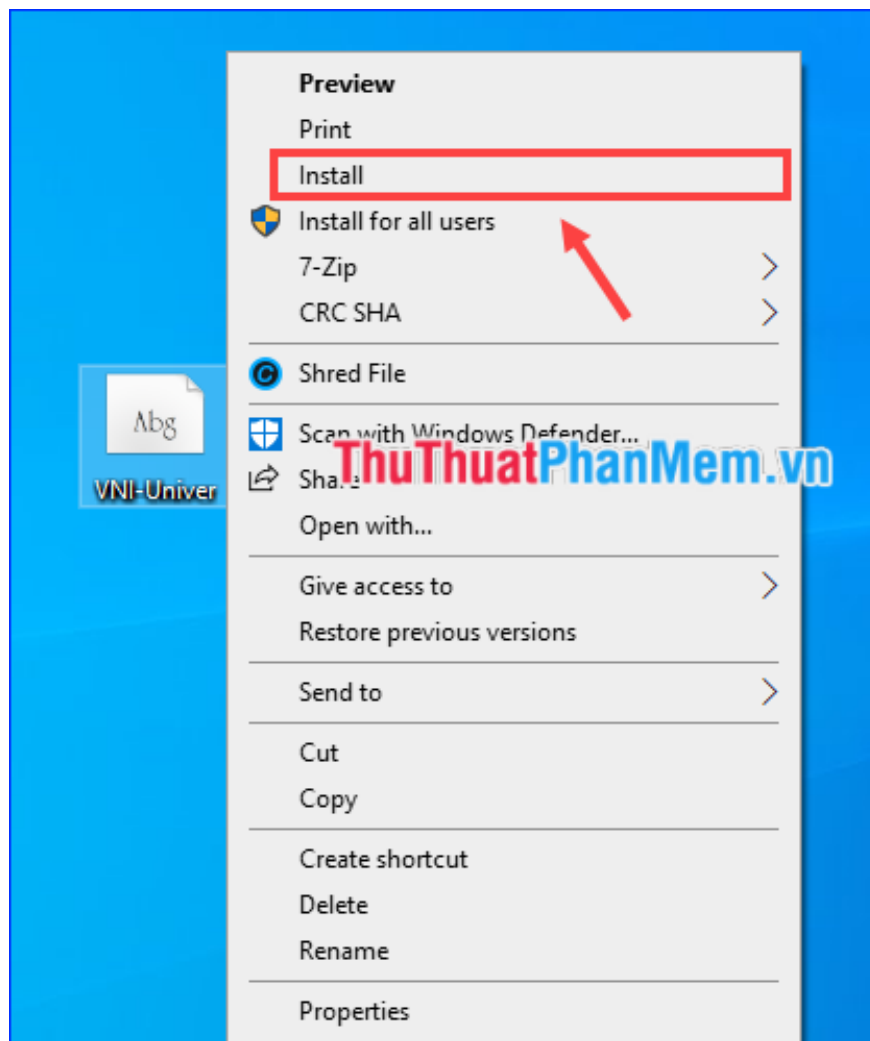 Preview
Print
Install
Install for all users
7-Zip
CRC SHA
Shred File
Abg
VNI-Univer
Scan with Windows Defender...
ThuThuatPhanMem.vn
Share
Open with...
Give access to
Restore previous versions
Send to
Cut
Copy
Create shortcut
Delete
Rename
Properties